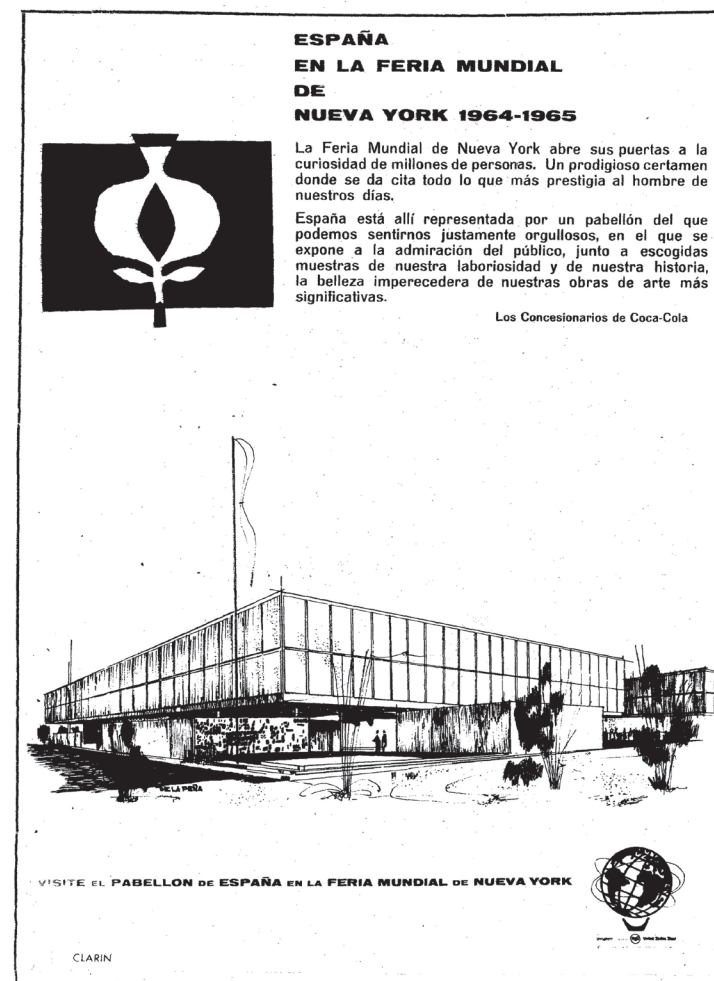 ESPAÑA
EN LA FERIA MUNDIAL
DE
NUEVA YORK 1964-1965
La Feria Mundial de Nueva York abre sus puertas a la
curiosidad de millones de personas. Un prodigioso certamen
donde se da cita todo lo que más prestigia al hombre de
nuestros días.
España está allí representada por un pabellón del que
podemos sentirnos justamente orgullosos, en el que se
expone a la admiración del público, junto a escogidas
muestras de nuestra laboriosidad y de nuestra historia,
la belleza imperecedera de nuestras obras de arte más
significativas.
Los Concesionarios de Coca-Cola
DE LA PEÑA
VISITE EL PABELLON DE ESPAÑA EN LA FERIA MUNDIAL DE NUEVA YORK
CLARIN